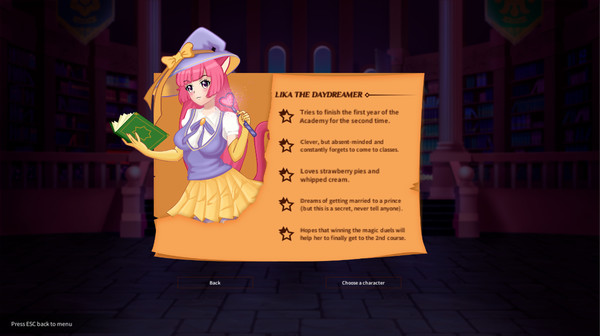 LIKA THE DAYDREAMER
Tries to finish the first year of the
Academy for the second time.
Clever, but absent-minded and
constantly forgets to come to classes.
Loves strawberry pies and
whipped cream.
Dreams of getting married to a prince
(but this is a secret, never tell anyone).
Hopes that winning the magic duels will
help her to finally get to the 2nd course.
Back
Choose a character
Press ESC back to menu